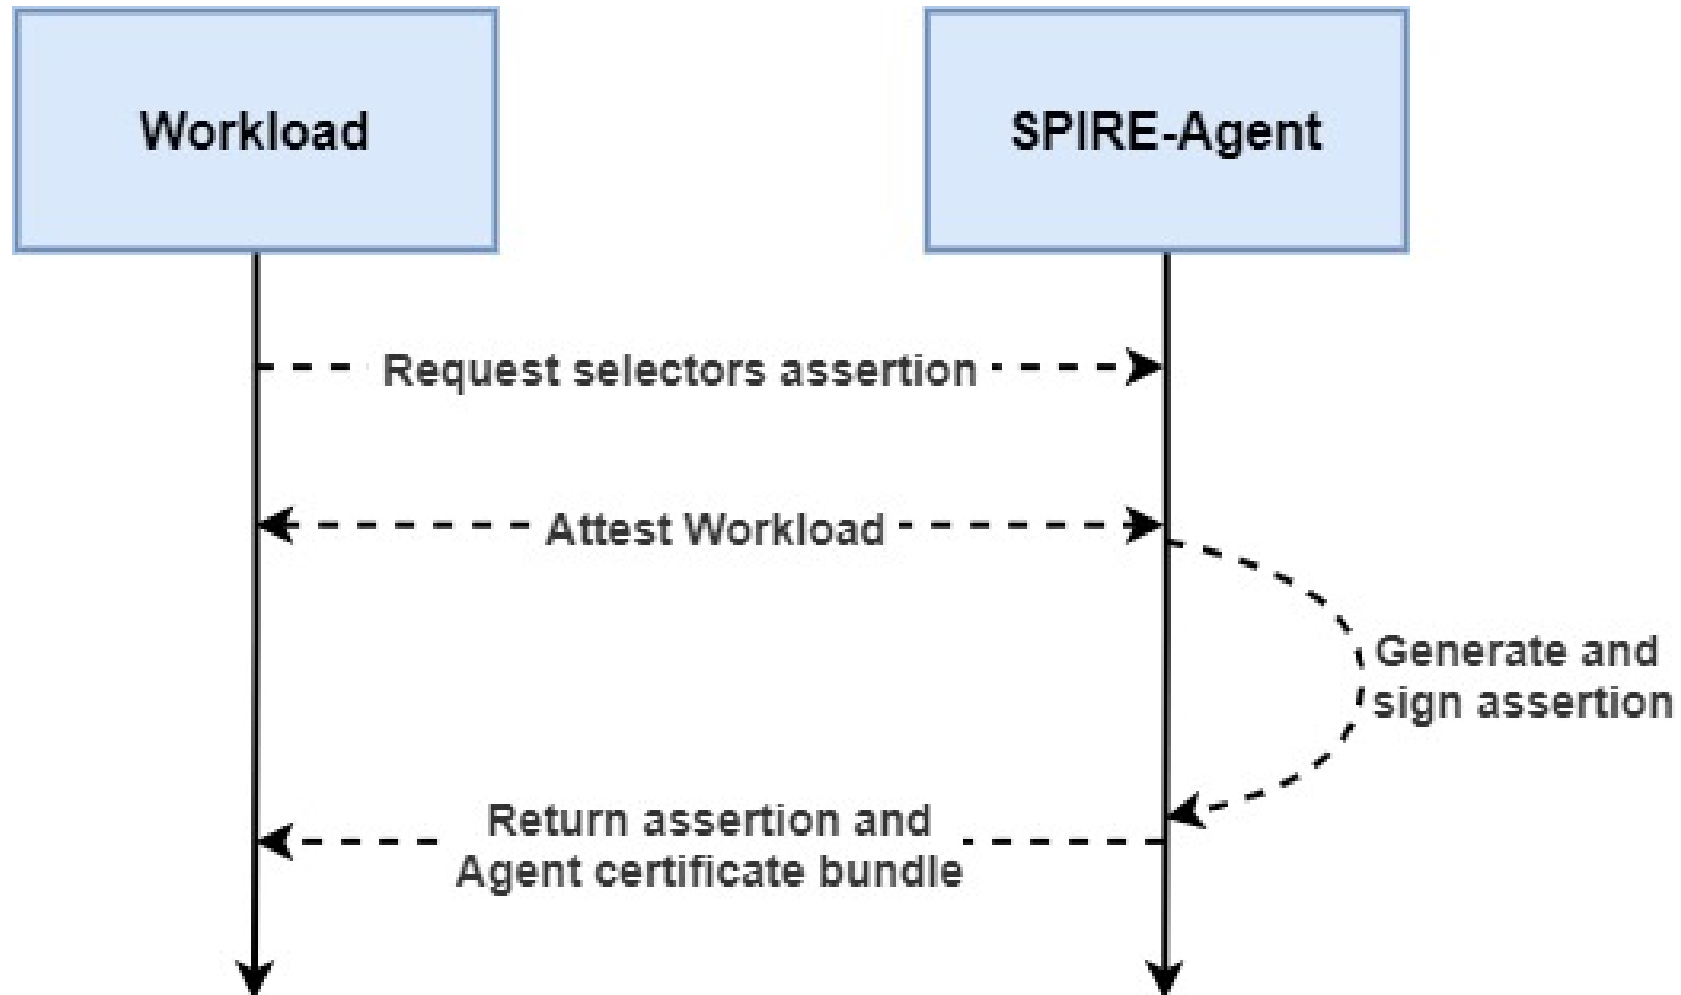 Workload
SPIRE-Agent
Request selectors assertion
Attest Workload
Generate and
sign assertion
Return assertion and
Agent certificate bundle